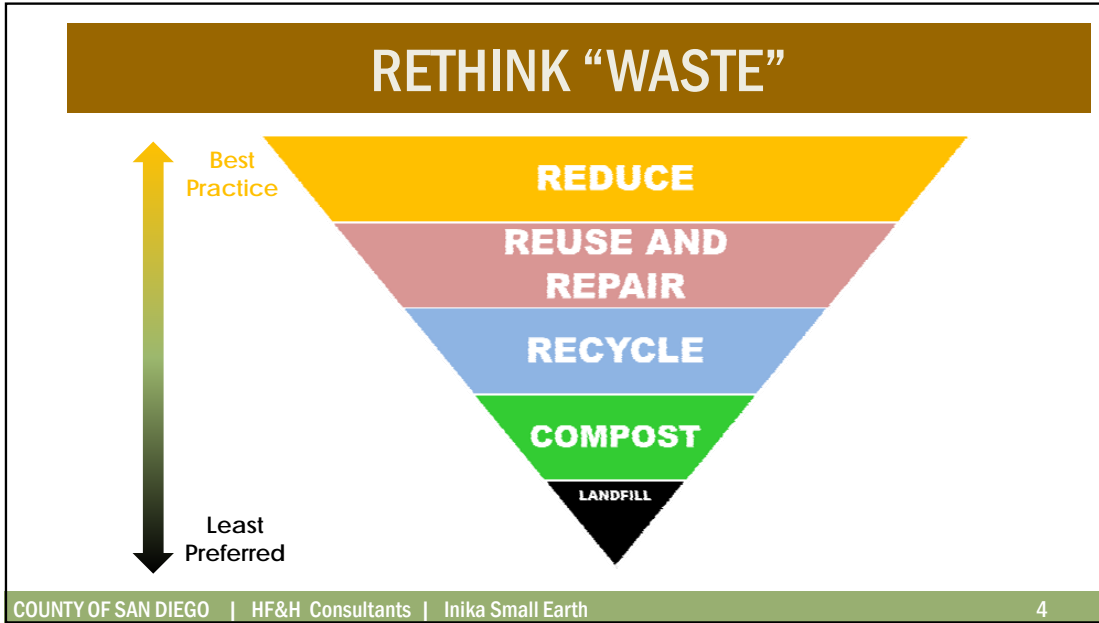 RETHINK “WASTE”
Best
Practice
REDUCE
REUSE AND
REPAIR
RECYCLE
COMPOST
LANDFILL
Least
Preferred
COUNTY OF SAN DIEGO | HF&H Consultants | Inika Small Earth 4